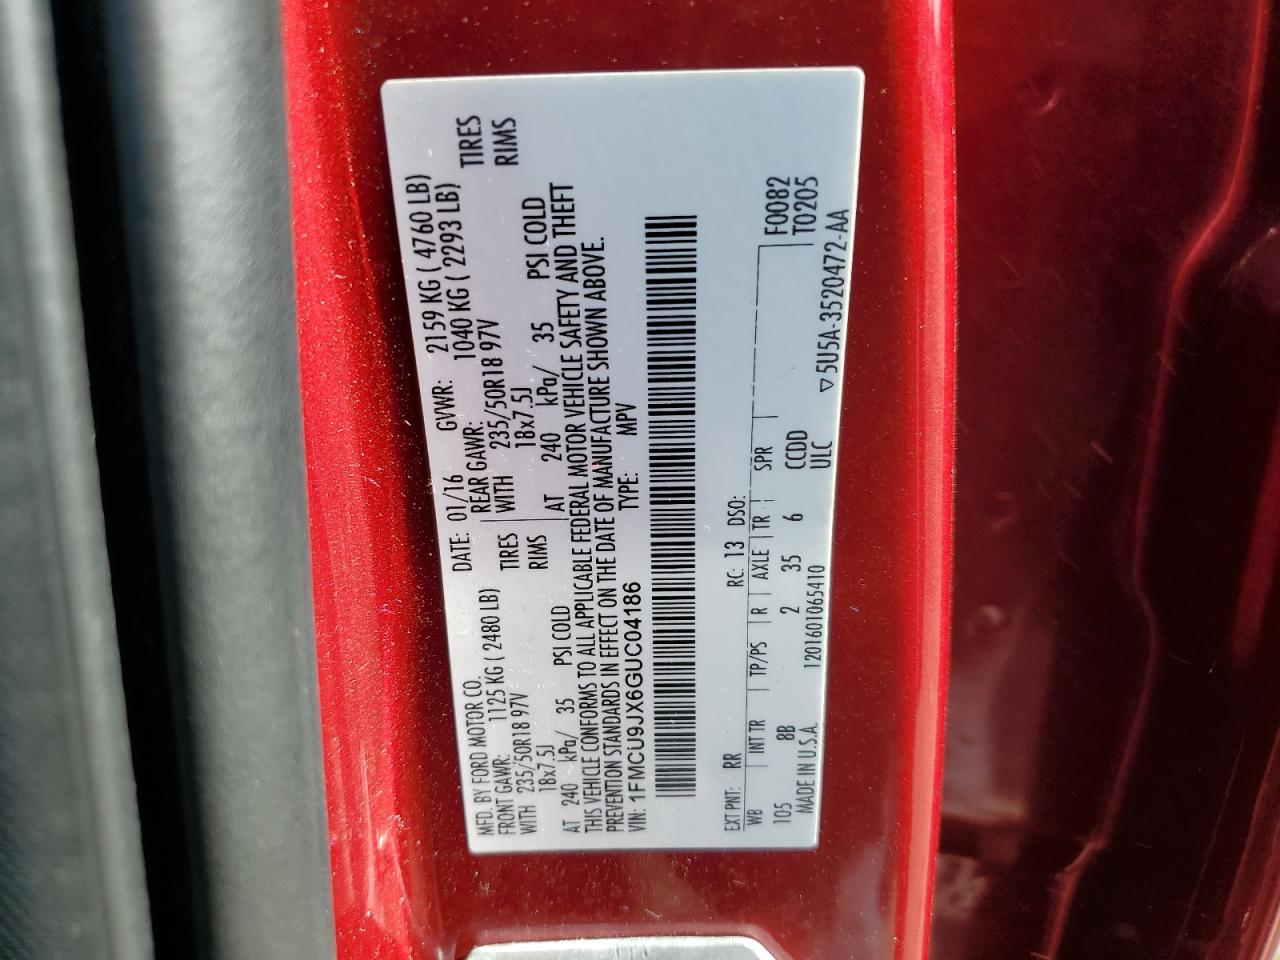 MFD. BY FORD MOTOR CO.
DATE: 01/16 GVWR: 2159 KG ( 4760 LB)
FRONT GAWR: 1125 KG ( 2480 LB) REAR GAWR: 1040 KG ( 2293 LB)
WITH 235/50R18 97V TIRES WITH 235/50R18 97V TIRES
18x7.5J RIMS 18x7.5J RIMS
AT 240 kPa/ 35 PSI COLD AT 240 kPa/ 35 PSI COLD
THIS VEHICLE CONFORMS TO ALL APPLICABLE FEDERAL MOTOR VEHICLE SAFETY AND THEFT
PREVENTION STANDARDS IN EFFECT ON THE DATE OF MANUFACTURE SHOWN ABOVE.
VIN: 1FMCU9JX6GUC04186 TYPE: MPV
EXT PNT: RR RC: 13 DSO:
WB INT TR TP/PS R AXLE TR SPR F0082
105 8B 2 35 6 CCDD T0205
MADE IN U.S.A. 1201601065410 ULC ▽5U5A-3520472-AA